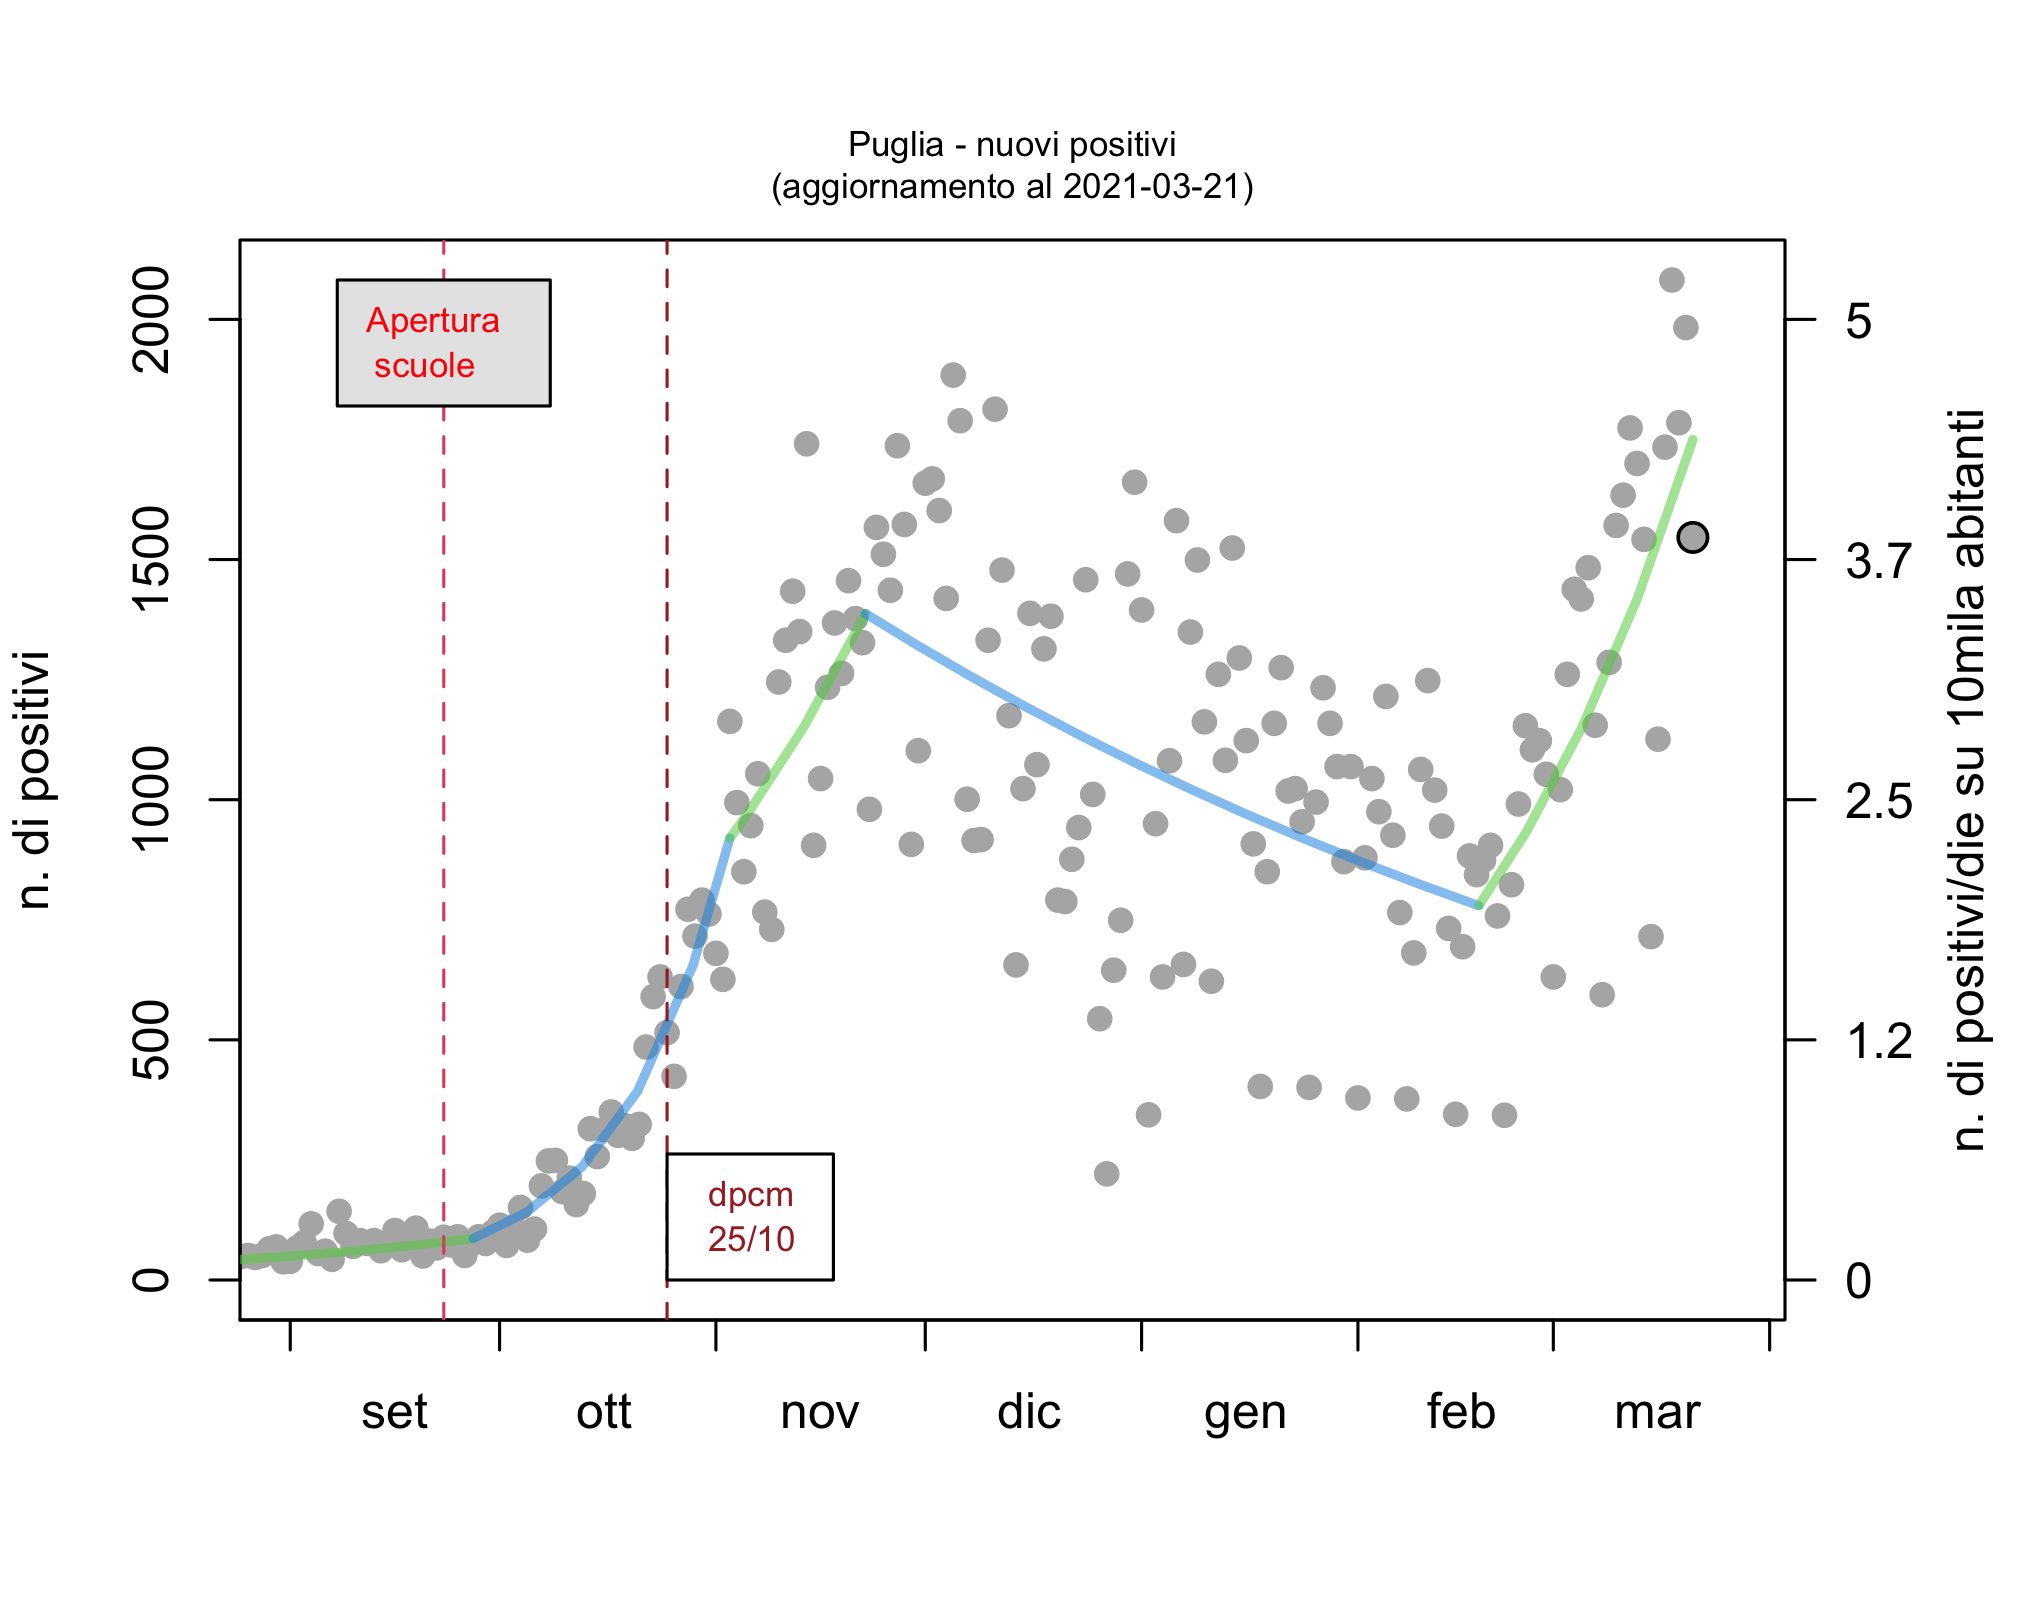 Puglia - nuovi positivi
(aggiornamento al 2021-03-21)
n. di positivi
2000
1500
1000
500
0
Apertura
scuole
dpcm
25/10
5
3.7
2.5
1.2
0
n. di positivi/die su 10mila abitanti
set ott nov dic gen feb mar